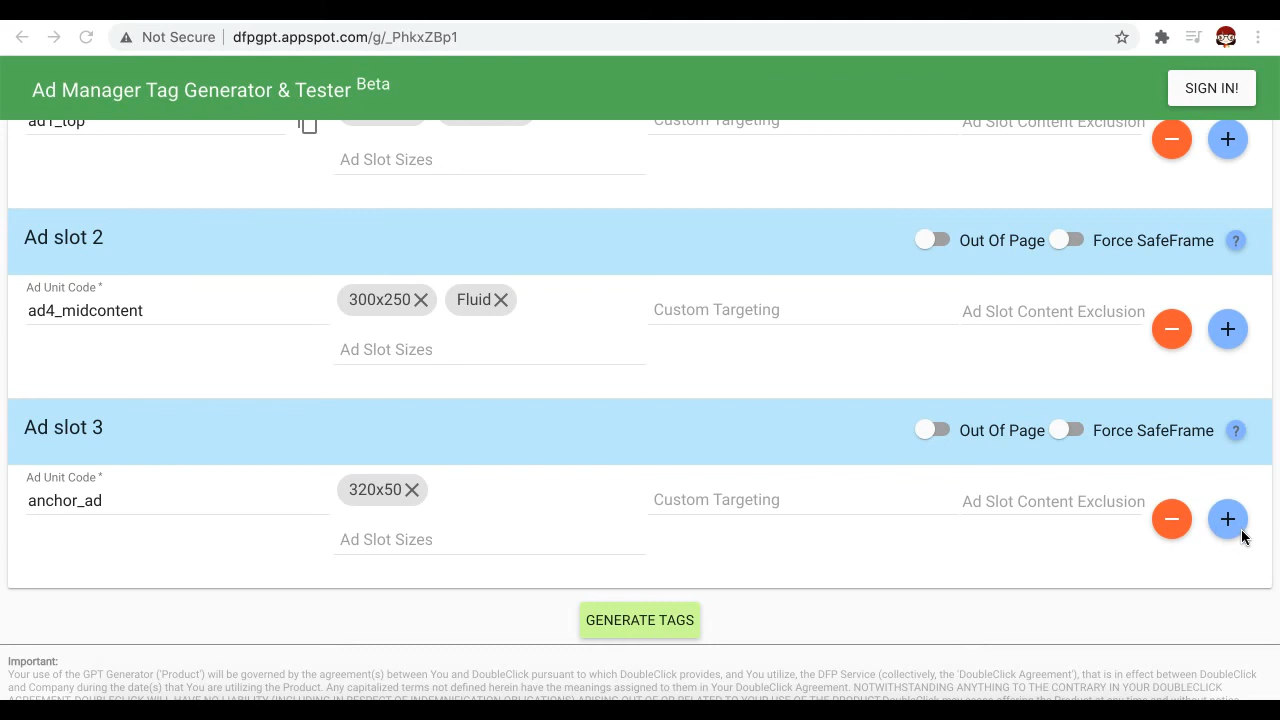 Not Secure dfpgpt.appspot.com/g/_PhkxZBp1
Ad Manager Tag Generator & Tester Beta
SIGN IN!
ad1_top Custom Targeting Ad Slot Content Exclusion
Ad Slot Sizes
Ad slot 2 Out Of Page Force SafeFrame ?
Ad Unit Code *
300x250 Fluid
ad4_midcontent Custom Targeting Ad Slot Content Exclusion
Ad Slot Sizes
Ad slot 3 Out Of Page Force SafeFrame ?
Ad Unit Code *
320x50
anchor_ad Custom Targeting Ad Slot Content Exclusion
Ad Slot Sizes
GENERATE TAGS
Important:
Your use of the GPT Generator ('Product') will be governed by the agreement(s) between You and DoubleClick pursuant to which DoubleClick provides, and You utilize, the DFP Service (collectively, the 'DoubleClick Agreement'), that is in effect between DoubleClick
and Company during the date(s) that You are utilizing the Product. Any capitalized terms not defined herein have the meanings assigned to them in Your DoubleClick Agreement. NOTWITHSTANDING ANYTHING TO THE CONTRARY IN YOUR DOUBLECLICK